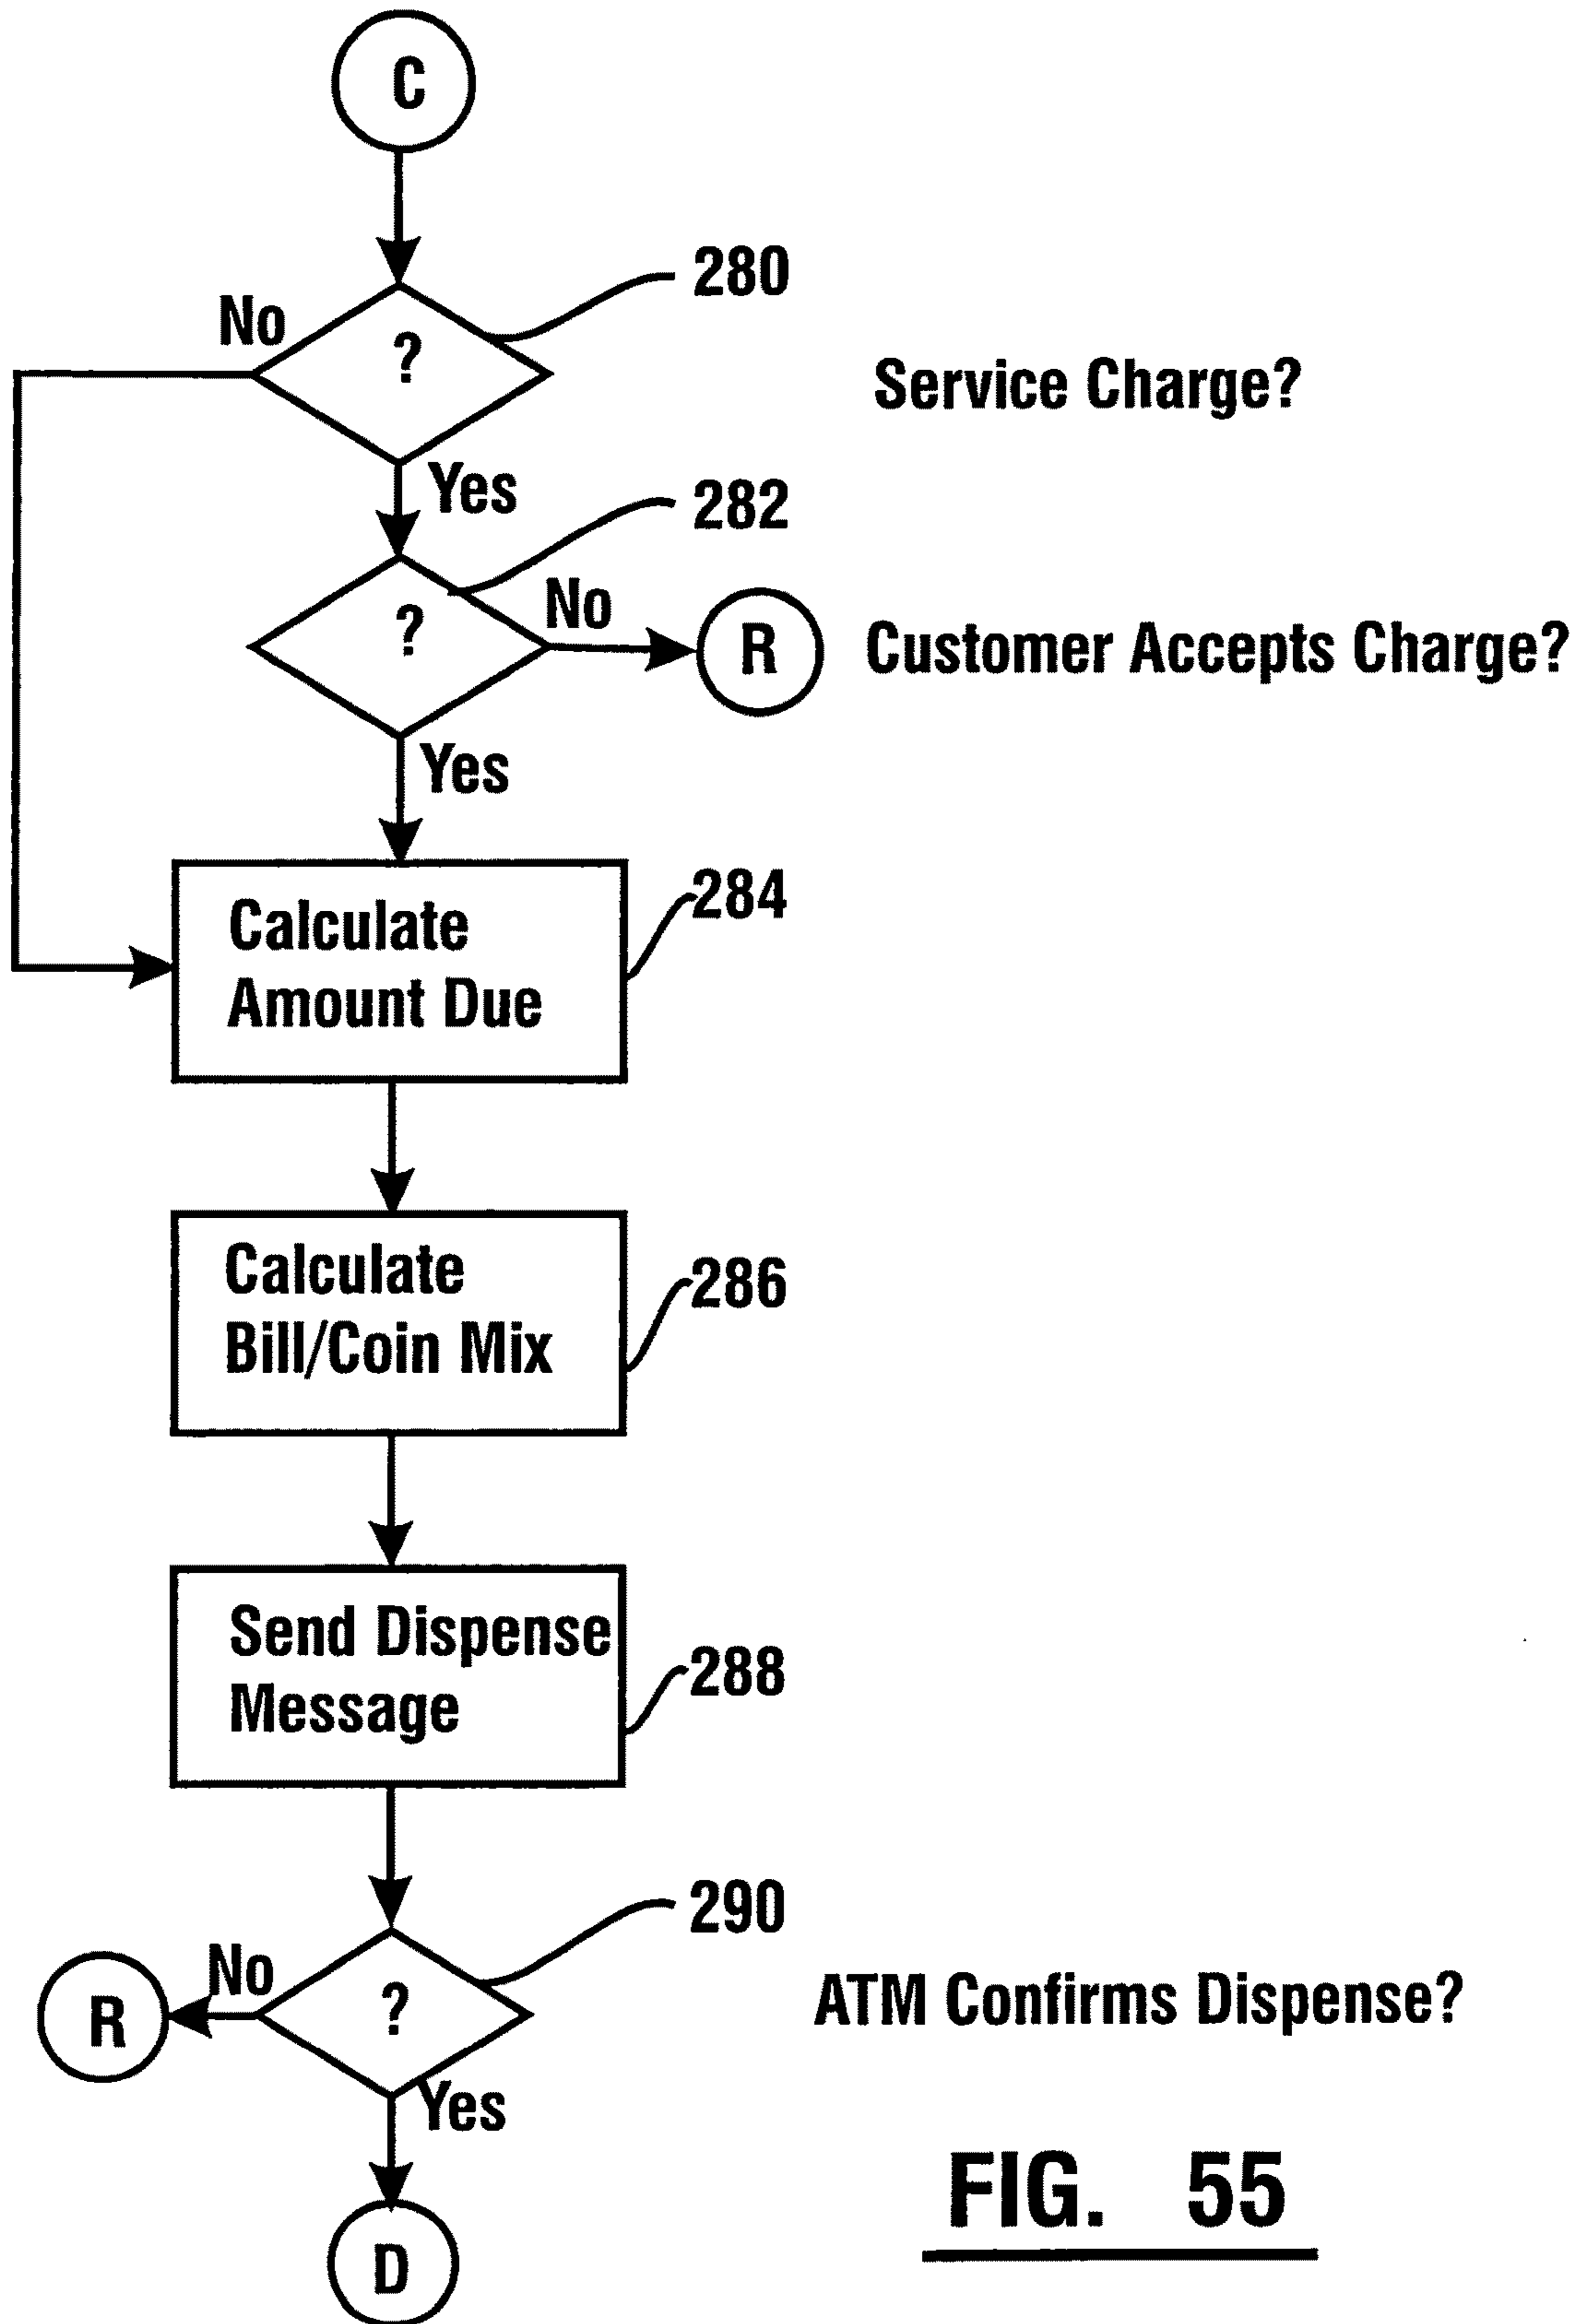 C
280
No
?
Service Charge?
Yes
282
No
?
R
Customer Accepts Charge?
Yes
284
Calculate
Amount Due
Calculate
Bill/Coin Mix
286
Send Dispense
Message
288
290
No
R
?
ATM Confirms Dispense?
Yes
D
FIG. 55